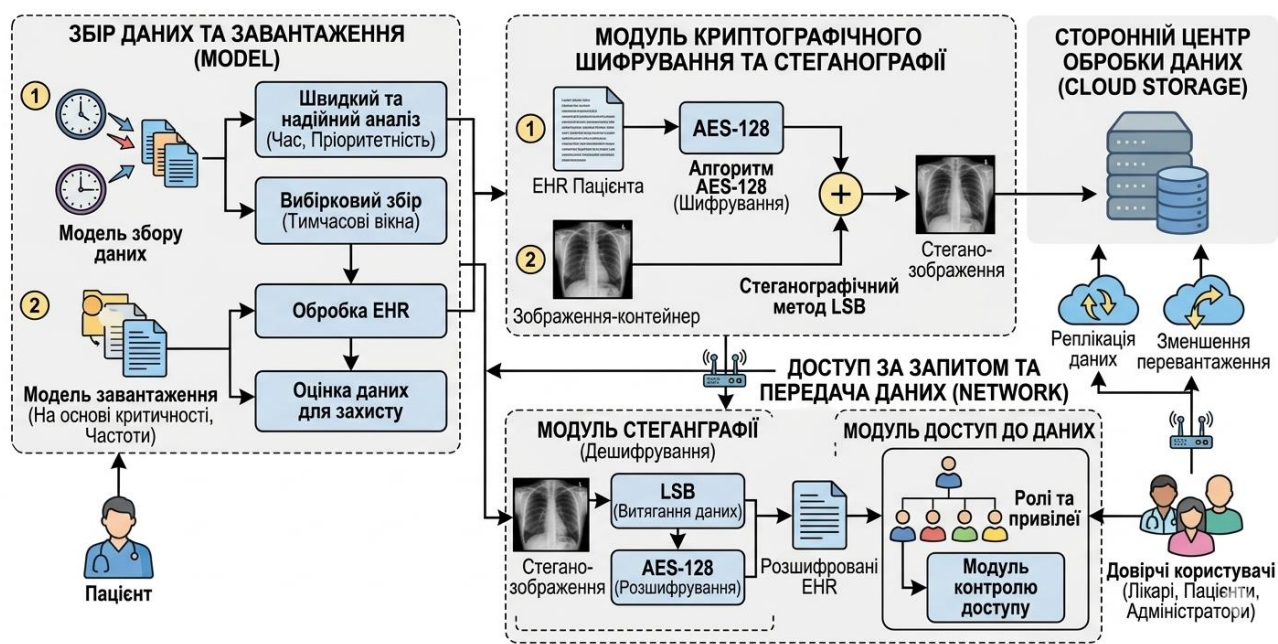 ЗБІР ДАНИХ ТА ЗАВАНТАЖЕННЯ
(MODEL)
1
Модель збору
даних
Швидкий та
надійний аналіз
(Час, Пріоритетність)
Вибірковий збір
(Тимчасові вікна)
2
Модель завантаження
(На основі критичності,
Частоти)
Обробка EHR
Оцінка даних
для захисту
Пацієнт
МОДУЛЬ КРИПТОГРАФІЧНОГО
ШИФРУВАННЯ ТА СТЕГАНОГРАФІЇ
1
EHR Пацієнта
AES-128
Алгоритм
AES-128
(Шифрування)
+
2
Зображення-контейнер
Стеганографічний
метод LSB
Стегано-
зображення
СТОРОННІЙ ЦЕНТР
ОБРОБКИ ДАНИХ
(CLOUD STORAGE)
Реплікація
даних
Зменшення
перевантаження
ДОСТУП ЗА ЗАПИТОМ ТА
ПЕРЕДАЧА ДАНИХ (NETWORK)
МОДУЛЬ СТЕГАНГРАФІЇ
(Дешифрування)
Стегано-
зображення
LSB
(Витягання даних)
AES-128
(Розшифрування)
Розшифровані
EHR
МОДУЛЬ ДОСТУП ДО ДАНИХ
Ролі та
привілеї
Модуль
контролю
доступу
Довірчі користувачі
(Лікарі, Пацієнти,
Адміністратори)